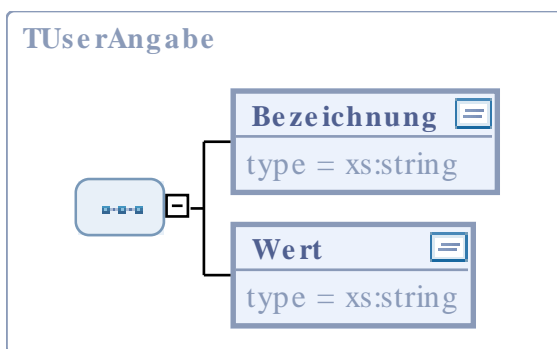 TUserAngabe
Bezeichnung
type = xs:string
Wert
type = xs:string